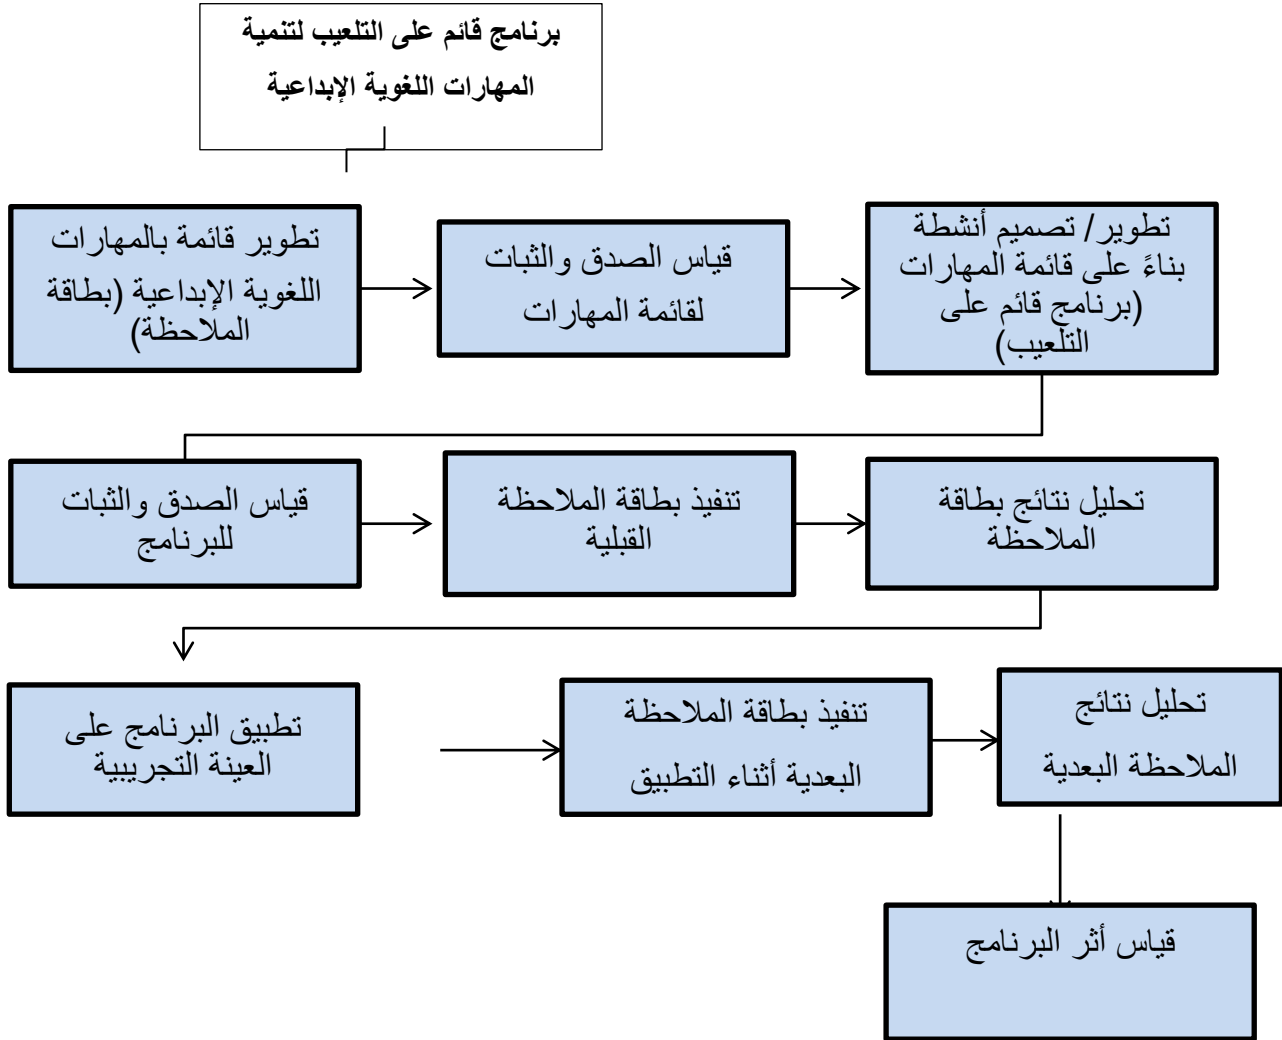 برنامج قائم على التلعيب لتنمية
المهارات اللغوية الإبداعية
تطوير قائمة بالمهارات
اللغوية الإبداعية (بطاقة
الملاحظة)
قياس الصدق والثبات
لقائمة المهارات
تطوير/ تصميم أنشطة
بناءً على قائمة المهارات
(برنامج قائم على
التلعيب)
قياس الصدق والثبات
للبرنامج
تنفيذ بطاقة الملاحظة
القبلية
تحليل نتائج بطاقة
الملاحظة
تطبيق البرنامج على
العينة التجريبية
تنفيذ بطاقة الملاحظة
البعدية أثناء التطبيق
تحليل نتائج
الملاحظة البعدية
قياس أثر البرنامج